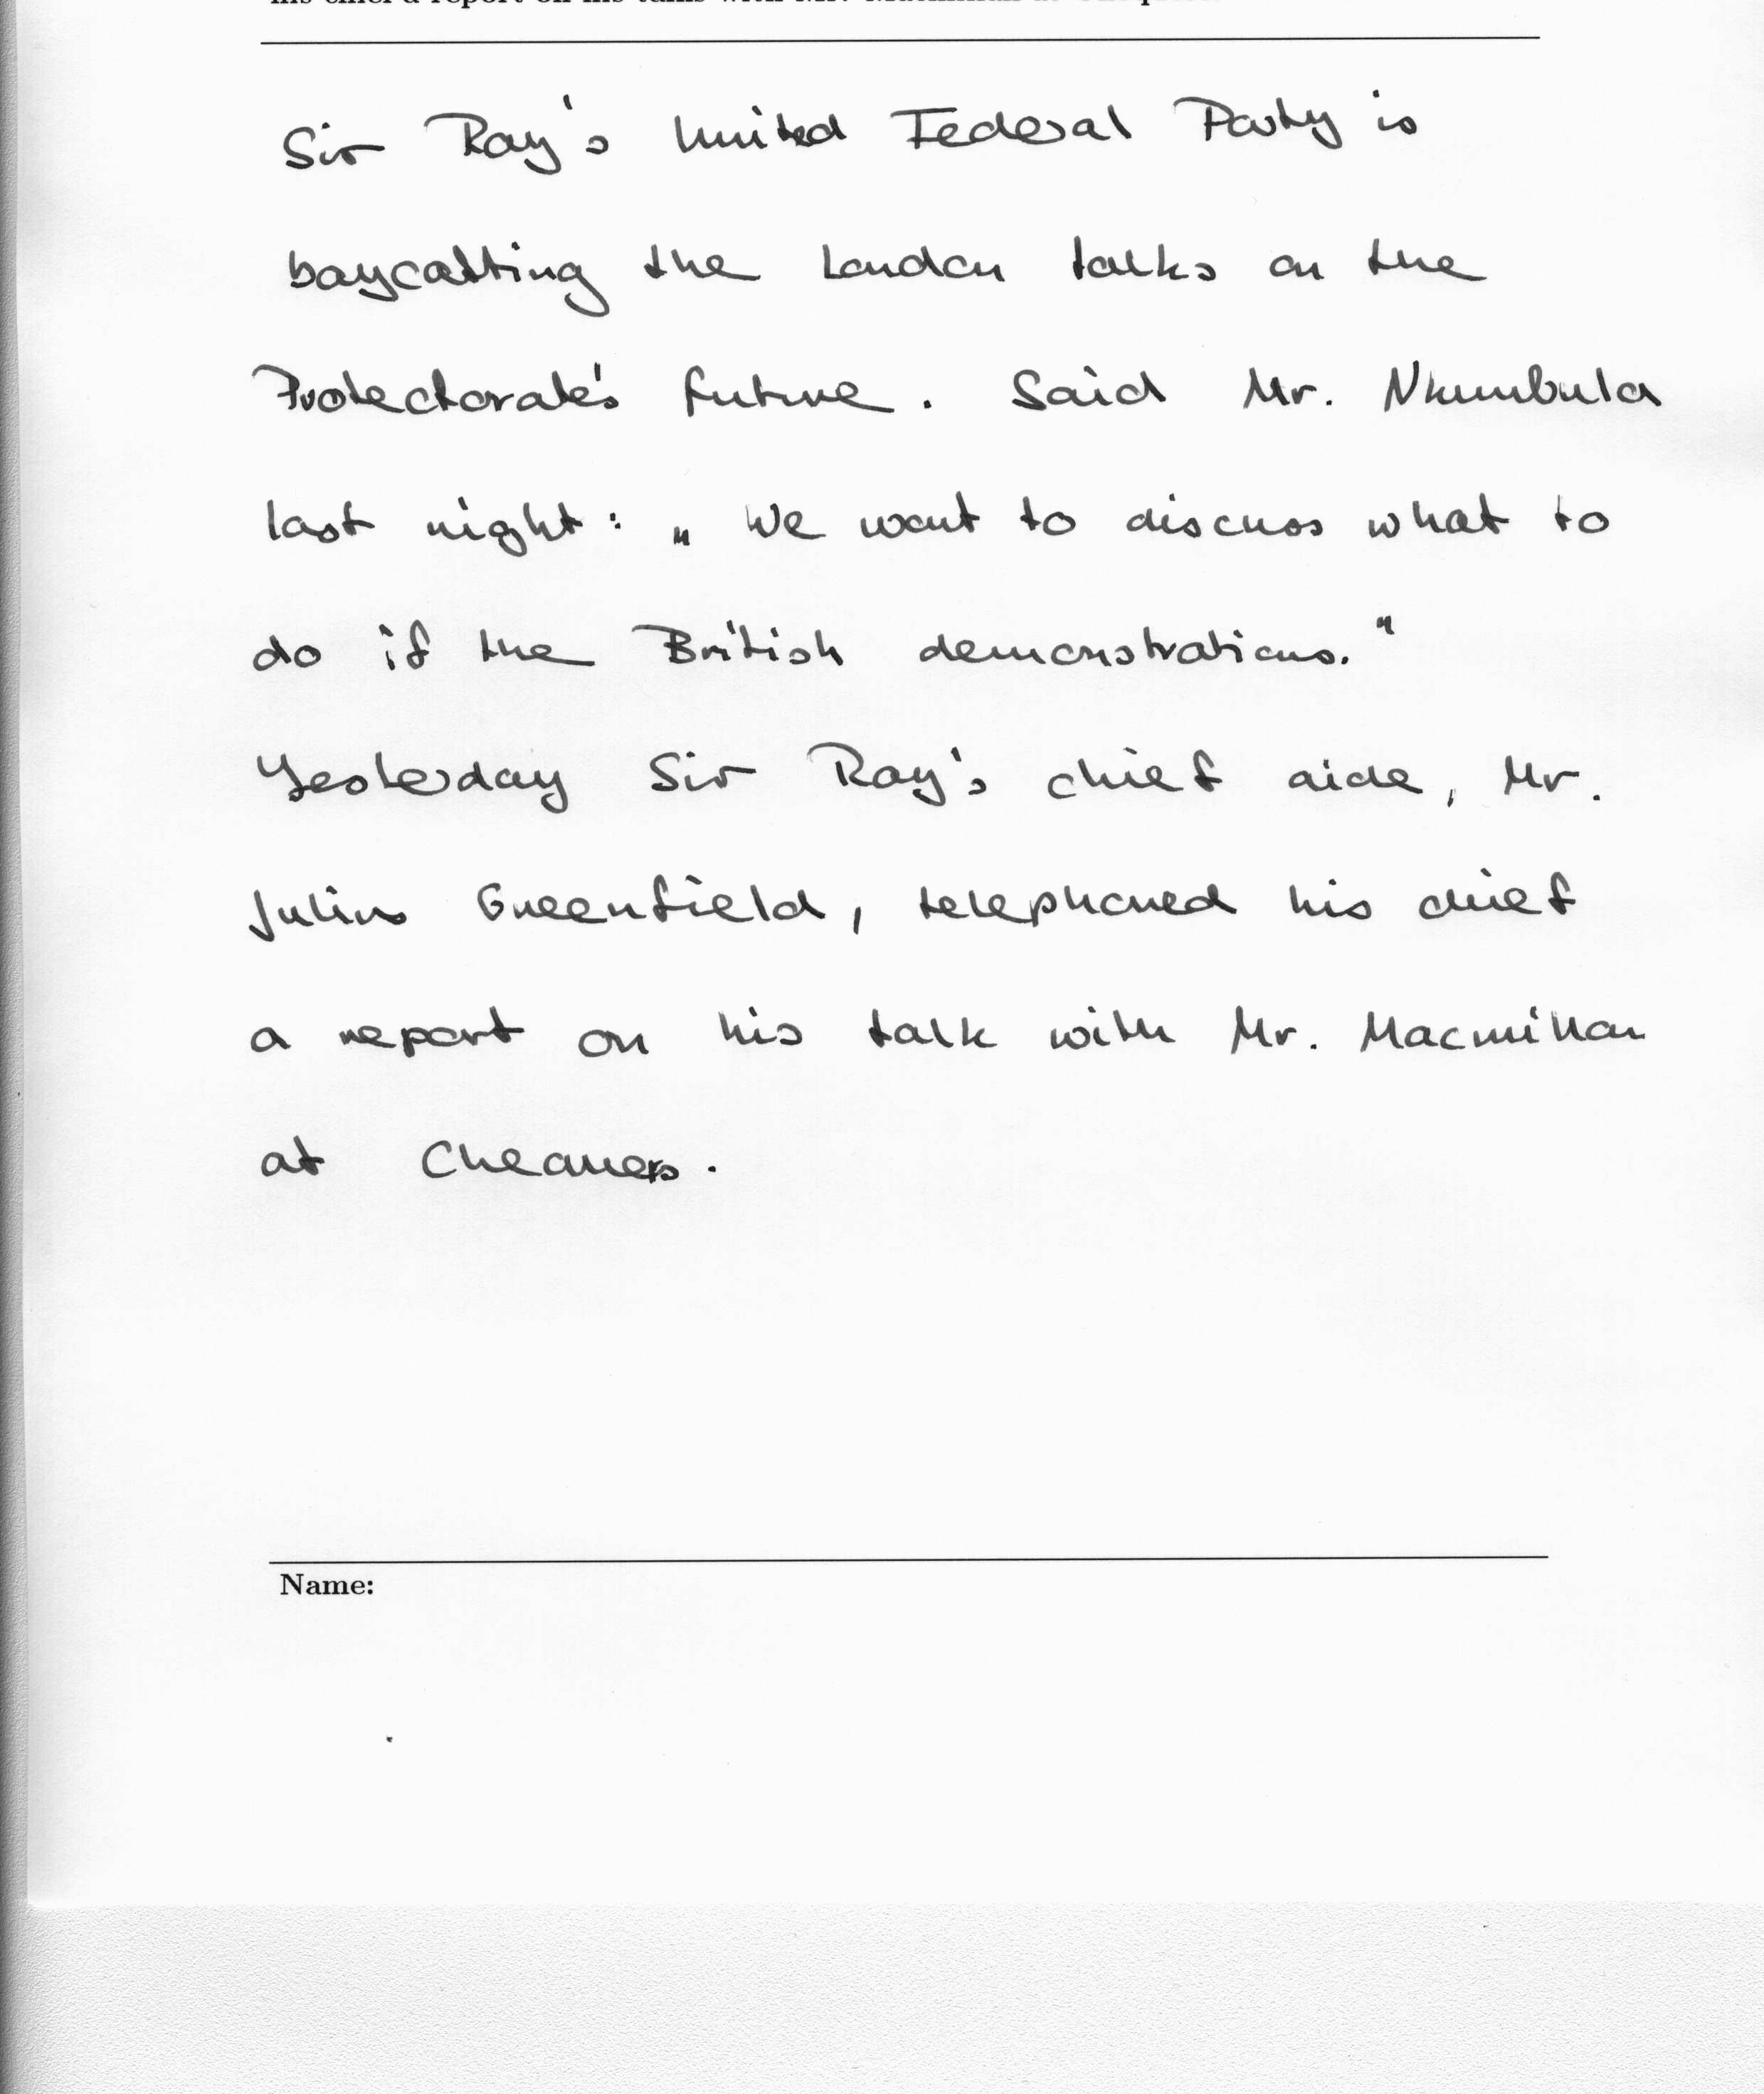 Sir Ray's United Federal Party is
boycotting the London talks on the
Protectorate's future. Said Mr. Nkumbula
last night: „We want to discuss what to
do if the British demonstrations."
Yesterday Sir Ray's chief aide, Mr.
Julius Greenfield, telephoned his chief
a report on his talk with Mr. Macmillan
at
Name: